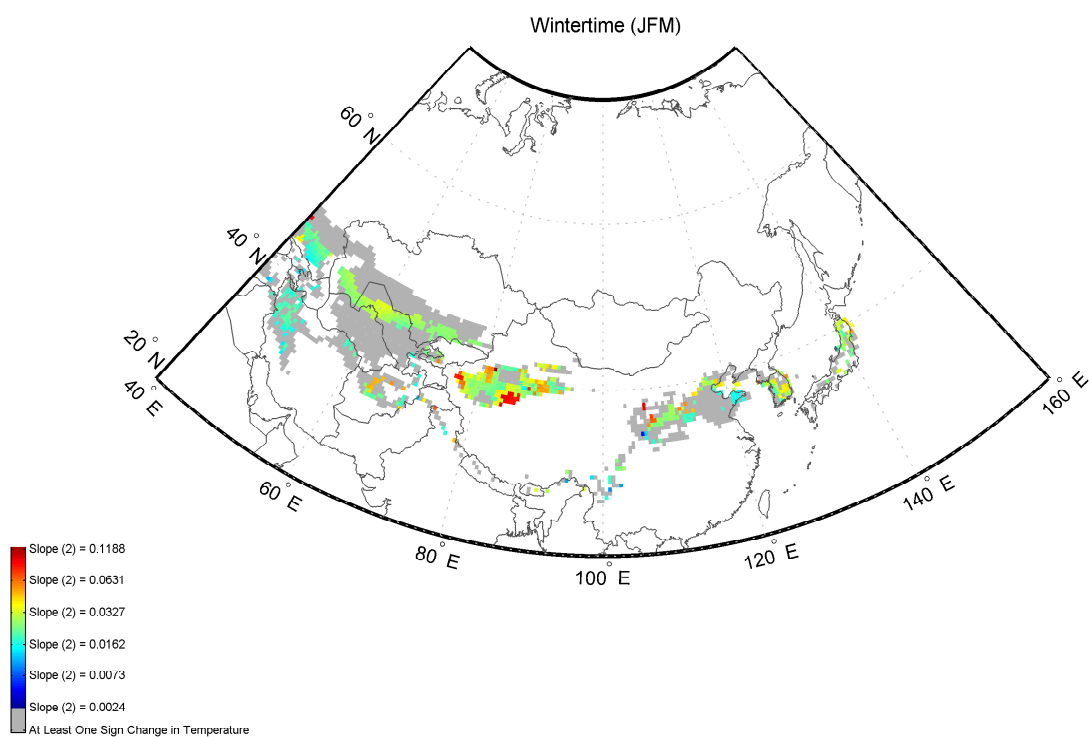 Wintertime (JFM)
60° N
40° N
20° N
40° E
60° E
80° E
100° E
120° E
140° E
160° E
Slope (2) = 0.1188
Slope (2) = 0.0631
Slope (2) = 0.0327
Slope (2) = 0.0162
Slope (2) = 0.0073
Slope (2) = 0.0024
At Least One Sign Change in Temperature